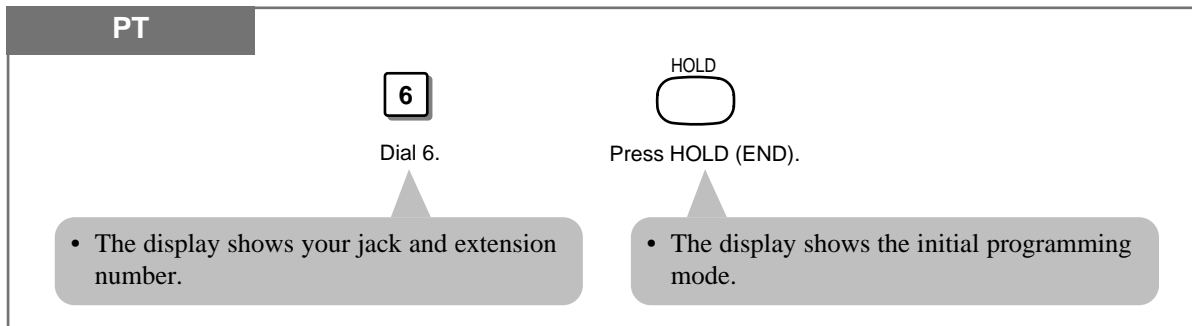 PT
6
HOLD
Dial 6.
Press HOLD (END).
• The display shows your jack and extension
number.
• The display shows the initial programming
mode.